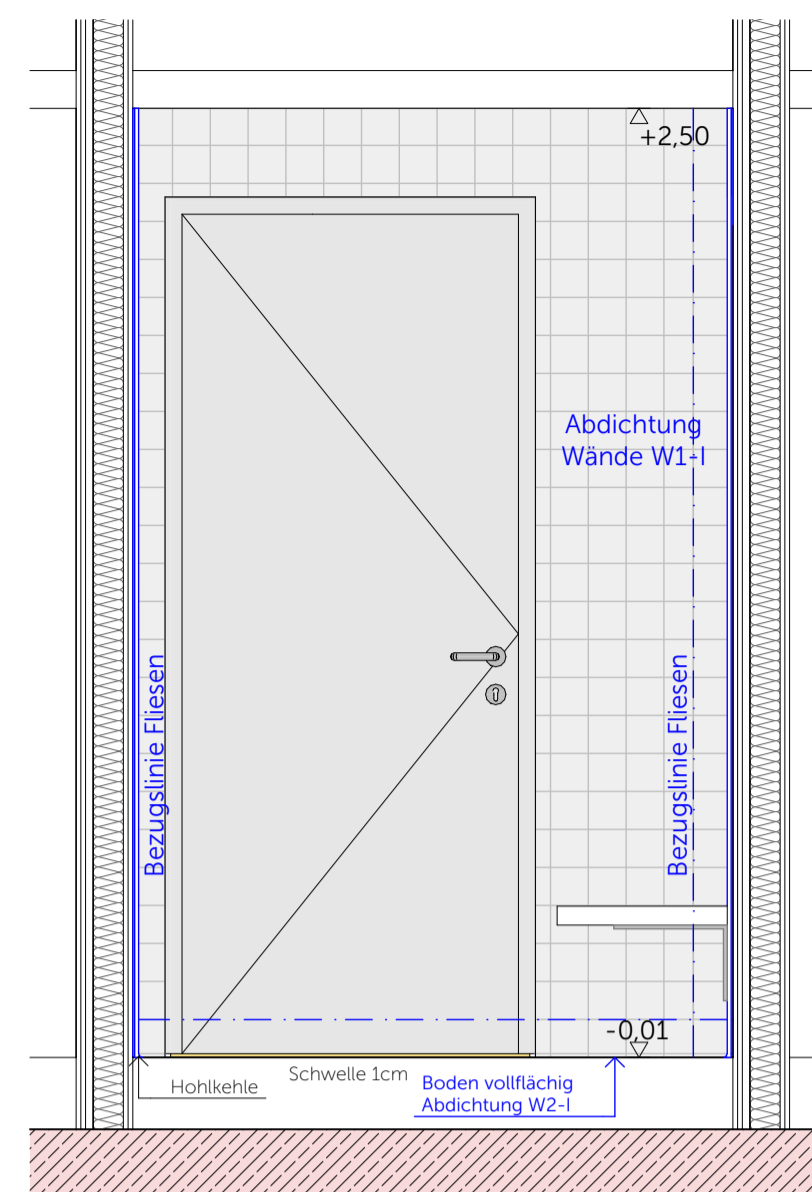 +2,50
Abdichtung
Wände W1-I
Bezugslinie Fliesen
Bezugslinie Fliesen
-0,01
Hohlkehle
Schwelle 1cm
Boden vollflächig
Abdichtung W2-I